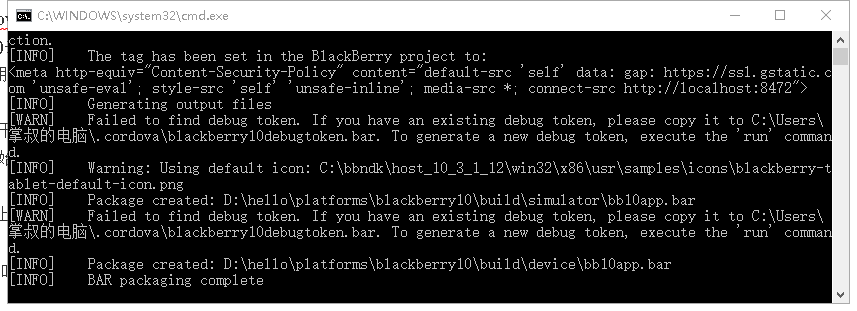 C:\WINDOWS\system32\cmd.exe
ction.
[INFO]    The tag has been set in the BlackBerry project to:
<meta http-equiv="Content-Security-Policy" content="default-src 'self' data: gap: https://ssl.gstatic.c
om 'unsafe-eval'; style-src 'self' 'unsafe-inline'; media-src *; connect-src http://localhost:8472">
[INFO]    Generating output files
[WARN]    Failed to find debug token. If you have an existing debug token, please copy it to C:\Users\
掌叔的电脑\.cordova\blackberry10debugtoken.bar. To generate a new debug token, execute the 'run' comman
d.
[INFO]    Warning: Using default icon: C:\bbndk\host_10_3_1_12\win32\x86\usr\samples\icons\blackberry-t
ablet-default-icon.png
[INFO]    Package created: D:\hello\platforms\blackberry10\build\simulator\bb10app.bar
[WARN]    Failed to find debug token. If you have an existing debug token, please copy it to C:\Users\
掌叔的电脑\.cordova\blackberry10debugtoken.bar. To generate a new debug token, execute the 'run' comman
d.
[INFO]    Package created: D:\hello\platforms\blackberry10\build\device\bb10app.bar
[INFO]    BAR packaging complete